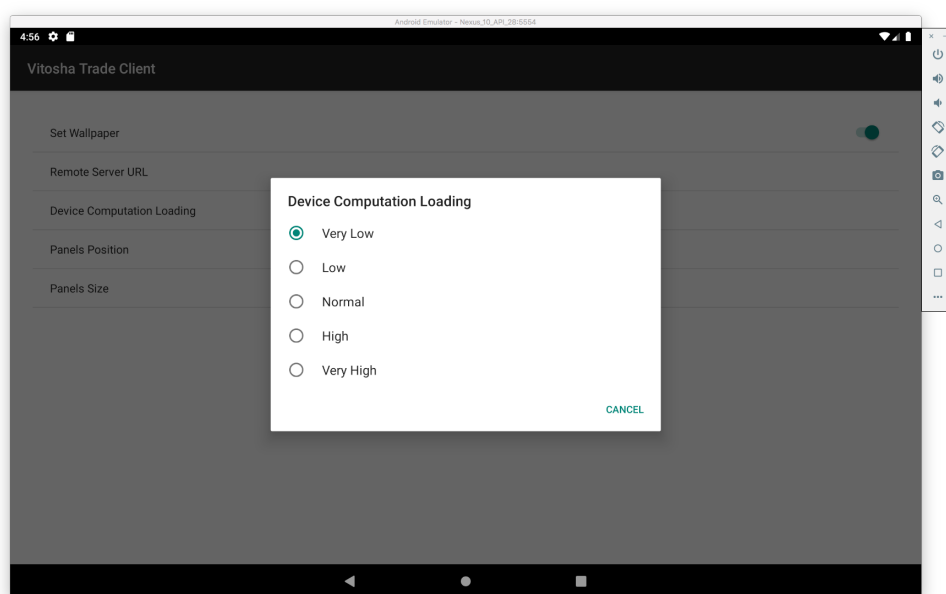 Android Emulator - Nexus_10_API_28:5554
4:56
Vitosha Trade Client
Set Wallpaper
Remote Server URL
Device Computation Loading
Panels Position
Panels Size
Device Computation Loading
Very Low
Low
Normal
High
Very High
CANCEL